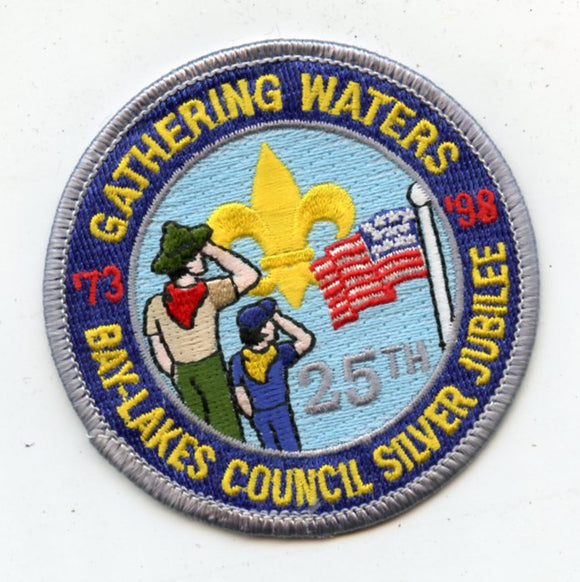 GATHERING WATERS
'73
'98
25TH
BAY-LAKES COUNCIL SILVER JUBILEE